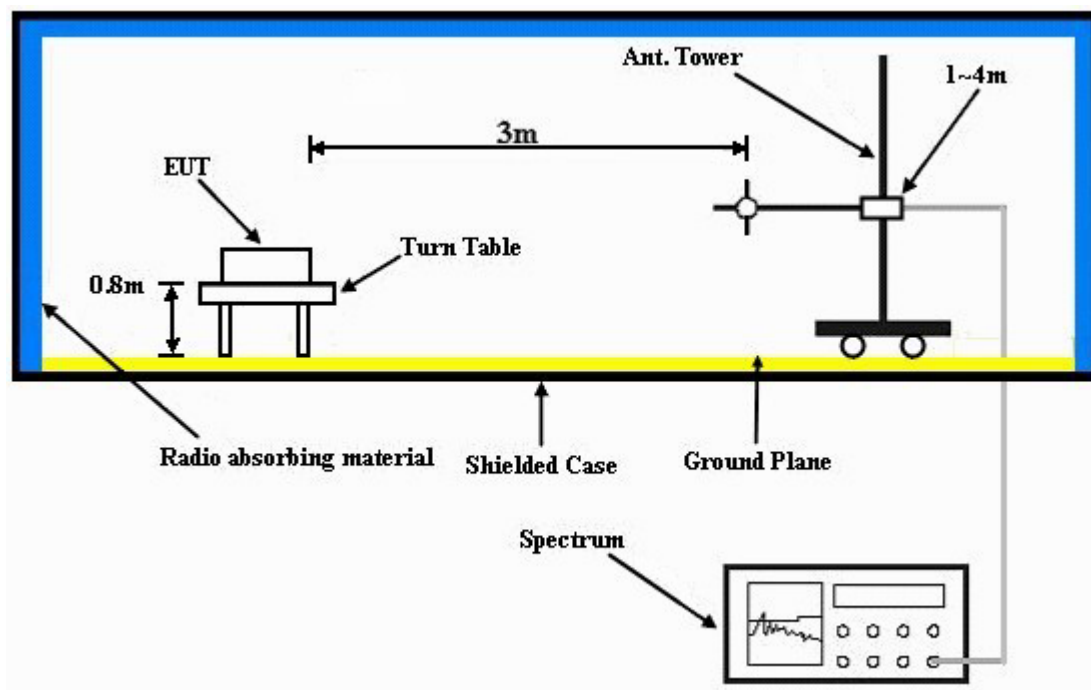 Ant. Tower
1~4m
3m
EUT
Turn Table
0.8m
Radio absorbing material
Shielded Case
Ground Plane
Spectrum